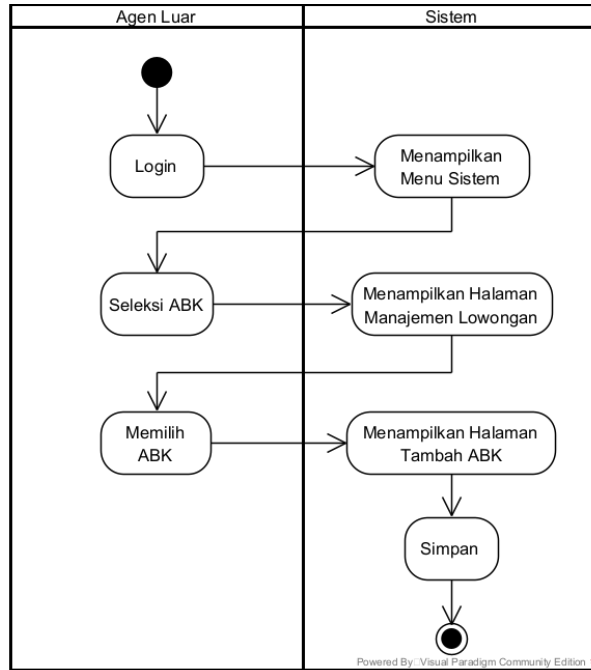 Agen Luar
Sistem
Login
Menampilkan
Menu Sistem
Seleksi ABK
Menampilkan Halaman
Manajemen Lowongan
Memilih
ABK
Menampilkan Halaman
Tambah ABK
Simpan
Powered By Visual Paradigm Community Edition